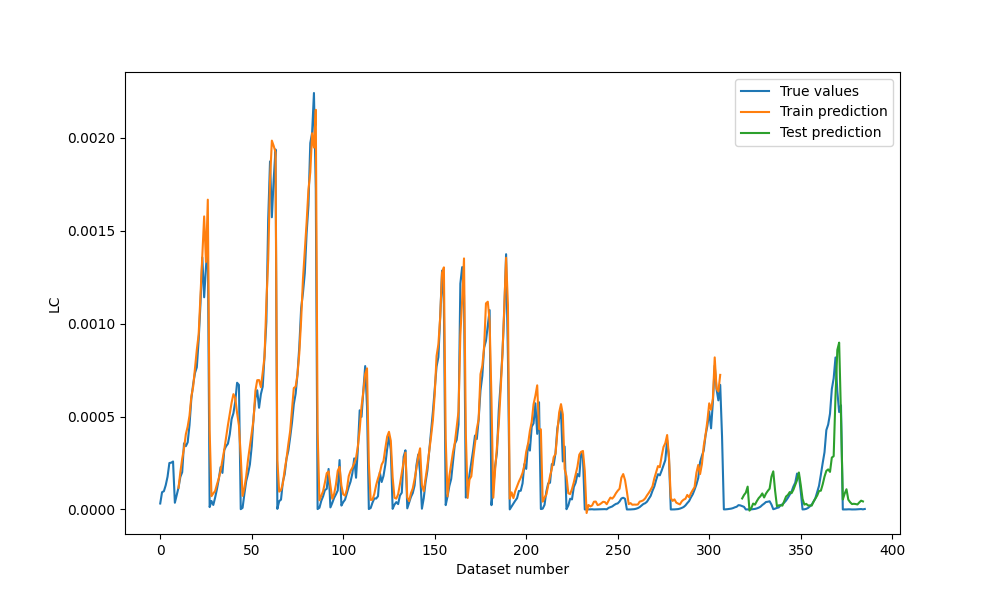 True values
Train prediction
Test prediction
0.0020
0.0015
0.0010
0.0005
0.0000
LC
0 50 100 150 200 250 300 350 400
Dataset number